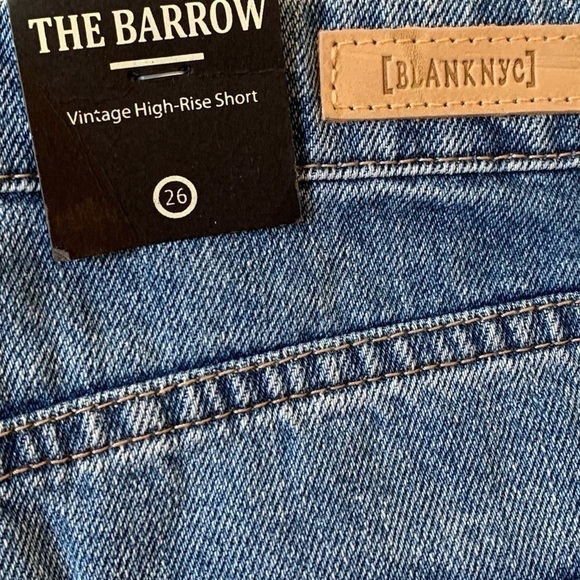 THE BARROW
Vintage High-Rise Short
26
[BLANKNYC]